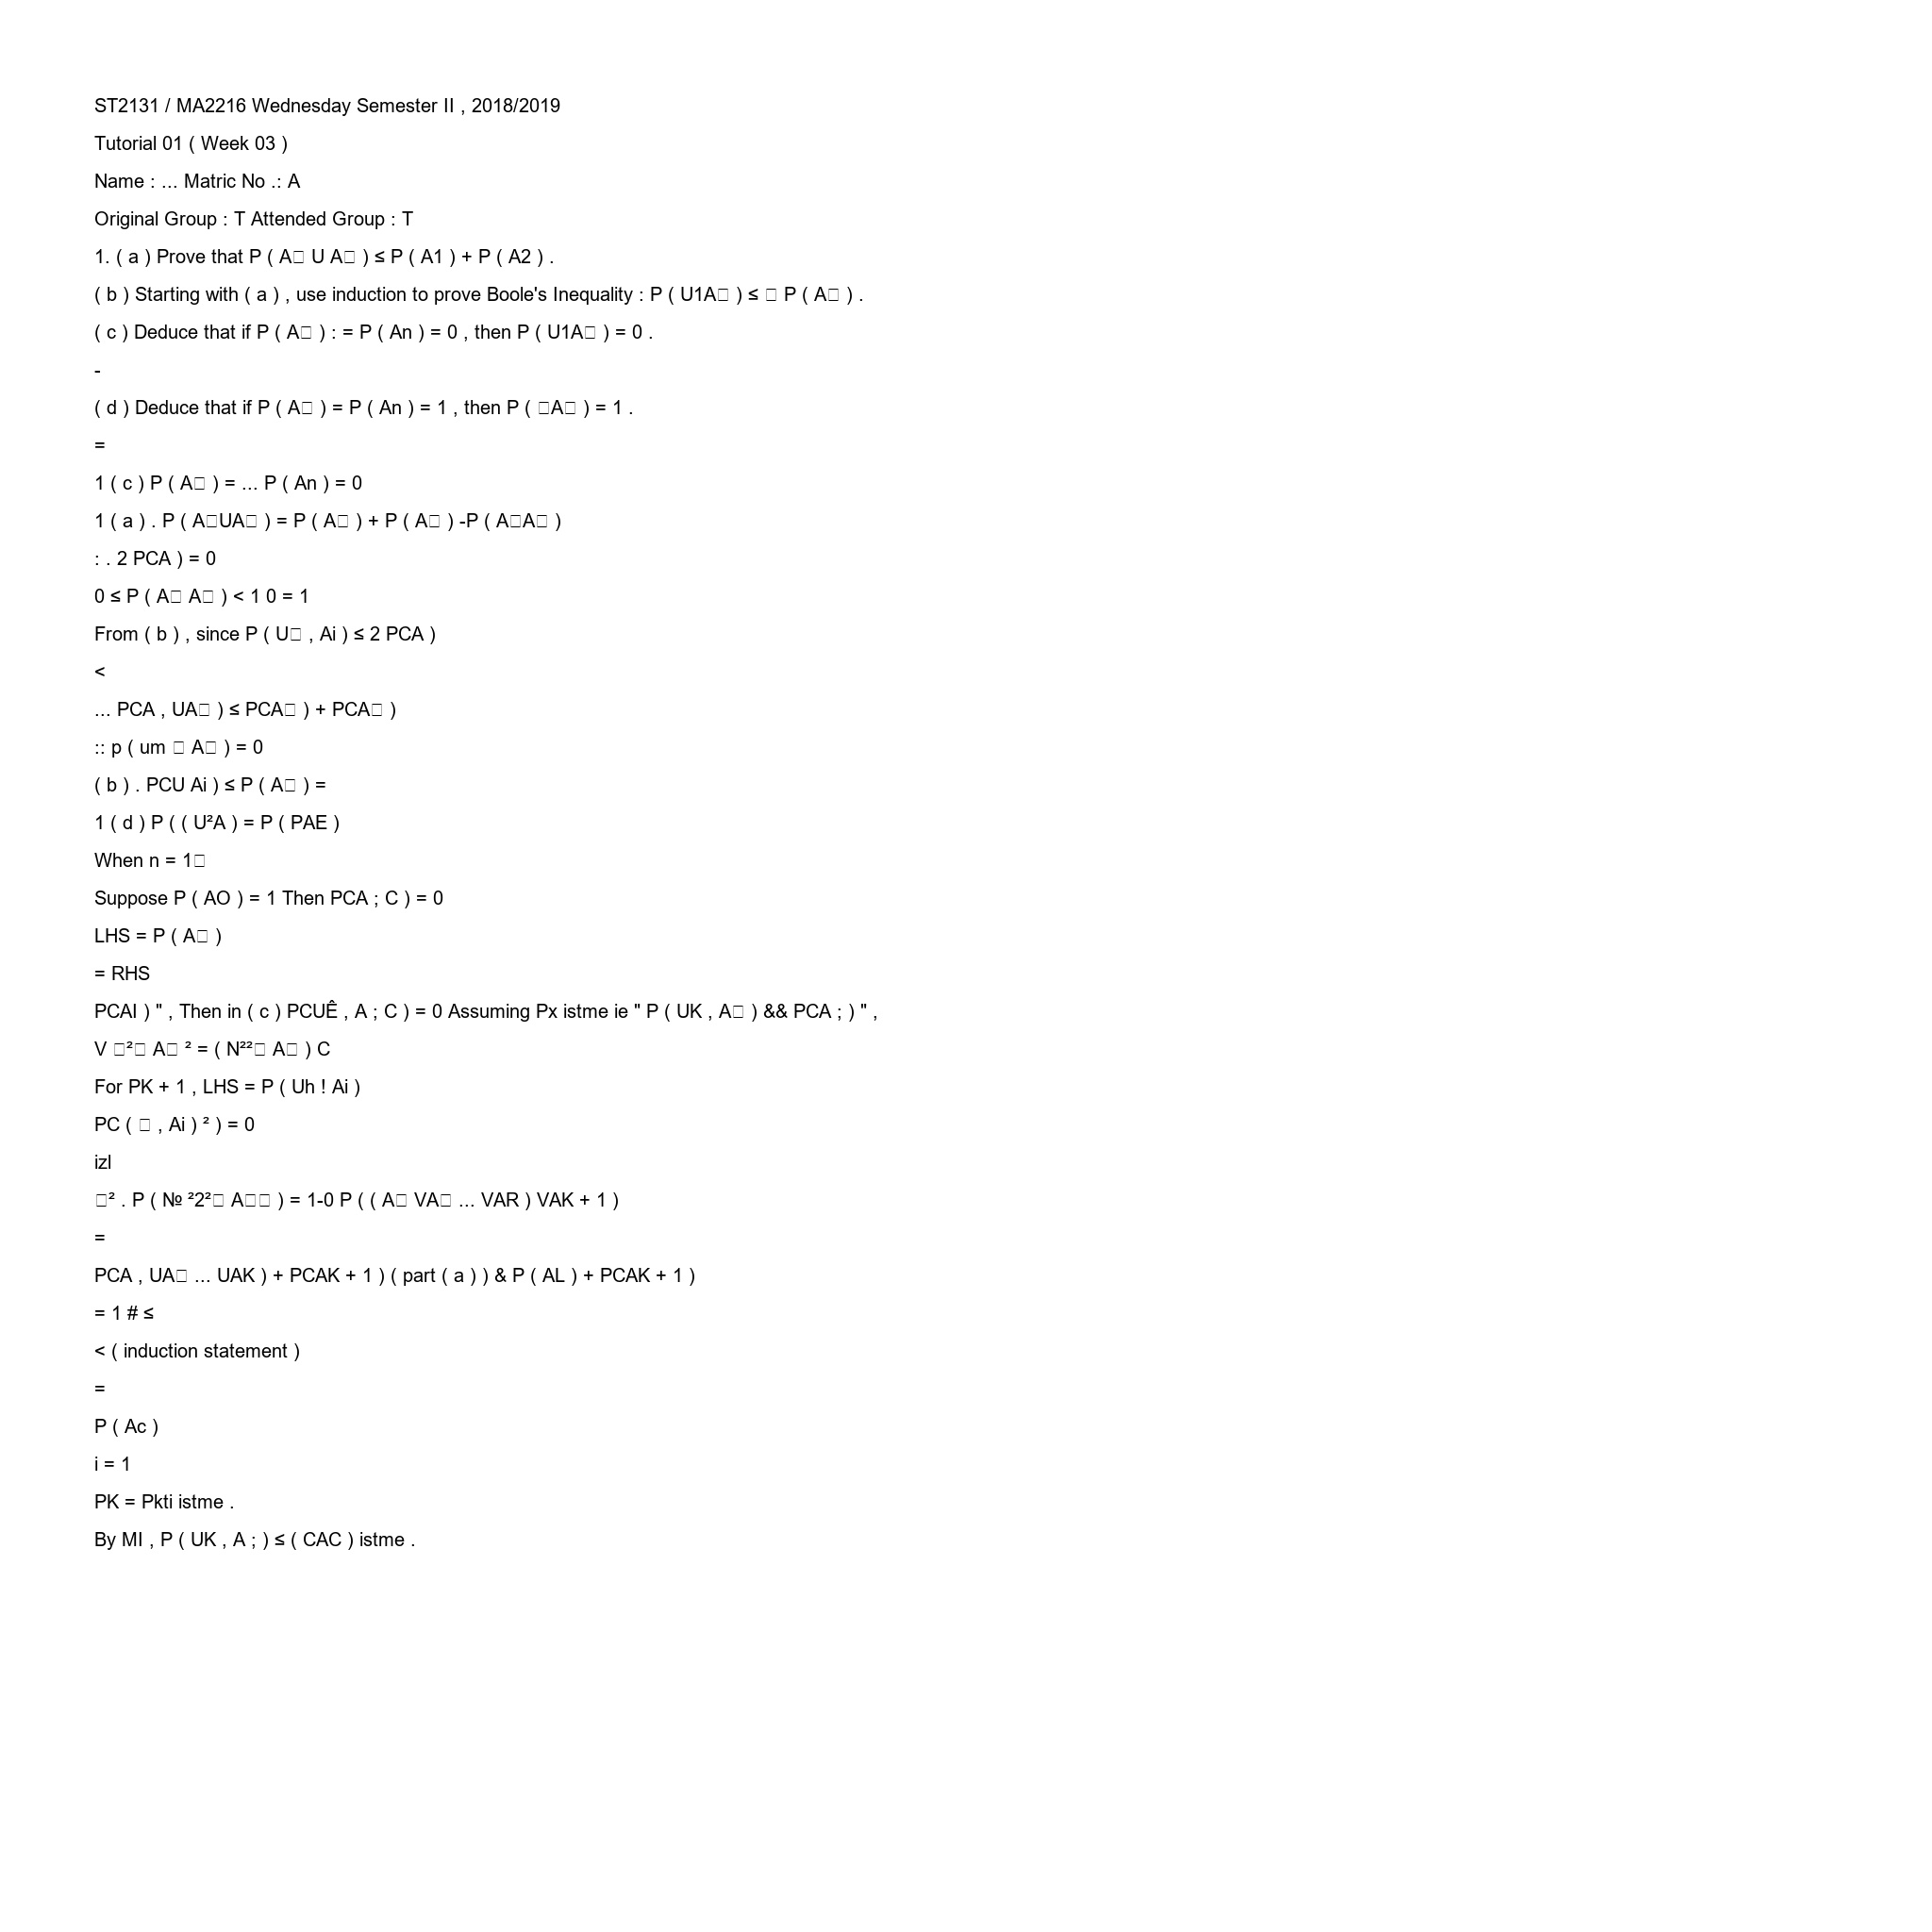 ST2131 / MA2216 Wednesday Semester II , 2018/2019
Tutorial 01 ( Week 03 )
Name : ... Matric No .: A
Original Group : T Attended Group : T
1. ( a ) Prove that P ( A□ U A□ ) ≤ P ( A1 ) + P ( A2 ) .
( b ) Starting with ( a ) , use induction to prove Boole's Inequality : P ( U1A□ ) ≤ □ P ( A□ ) .
( c ) Deduce that if P ( A□ ) : = P ( An ) = 0 , then P ( U1A□ ) = 0 .
-
( d ) Deduce that if P ( A□ ) = P ( An ) = 1 , then P ( □A□ ) = 1 .
=
1 ( c ) P ( A□ ) = ... P ( An ) = 0
1 ( a ) . P ( A□UA□ ) = P ( A□ ) + P ( A□ ) -P ( A□A□ )
: . 2 PCA ) = 0
0 ≤ P ( A□ A□ ) < 1 0 = 1
From ( b ) , since P ( U□ , Ai ) ≤ 2 PCA )
<
... PCA , UA□ ) ≤ PCA□ ) + PCA□ )
:: p ( um □ A□ ) = 0
( b ) . PCU Ai ) ≤ P ( A□ ) =
1 ( d ) P ( ( U²A ) = P ( PAE )
When n = 1□
Suppose P ( AO ) = 1 Then PCA ; C ) = 0
LHS = P ( A□ )
= RHS
PCAI ) " , Then in ( c ) PCUÊ , A ; C ) = 0 Assuming Px istme ie " P ( UK , A□ ) && PCA ; ) " ,
V □²□ A□ ² = ( N²²□ A□ ) C
For PK + 1 , LHS = P ( Uh ! Ai )
PC ( □ , Ai ) ² ) = 0
izl
□² . P ( № ²2²□ A□□ ) = 1-0 P ( ( A□ VA□ ... VAR ) VAK + 1 )
=
PCA , UA□ ... UAK ) + PCAK + 1 ) ( part ( a ) ) & P ( AL ) + PCAK + 1 )
= 1 # ≤
< ( induction statement )
=
P ( Ac )
i = 1
PK = Pkti istme .
By MI , P ( UK , A ; ) ≤ ( CAC ) istme .